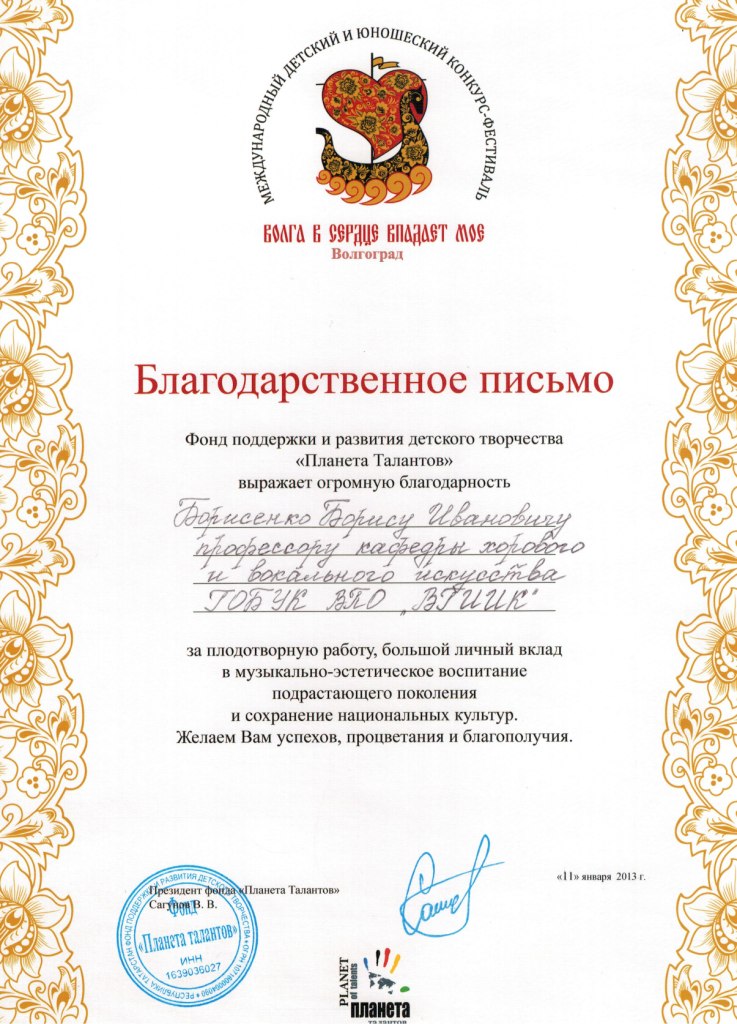 МЕЖДУНАРОДНЫЙ ДЕТСКИЙ И ЮНОШЕСКИЙ КОНКУРС-ФЕСТИВАЛЬ
ВОЛГА В СЕРДЦЕ ВПАДАЕТ МОЕ
Волгоград
Благодарственное письмо
Фонд поддержки и развития детского творчества
«Планета Талантов»
выражает огромную благодарность
Борисенко Борису Ивановичу
профессору кафедры хорового
и вокального искусства
ГОБУК ВПО „ВГИИК"
за плодотворную работу, большой личный вклад
в музыкально-эстетическое воспитание
подрастающего поколения
и сохранение национальных культур.
Желаем Вам успехов, процветания и благополучия.
«11» января 2013 г.
Президент фонда «Планета Талантов»
Сагунов В. В.
Фонд
«Планета талантов»
ИНН
1639036027
PLANET
of talents
планета
талантов